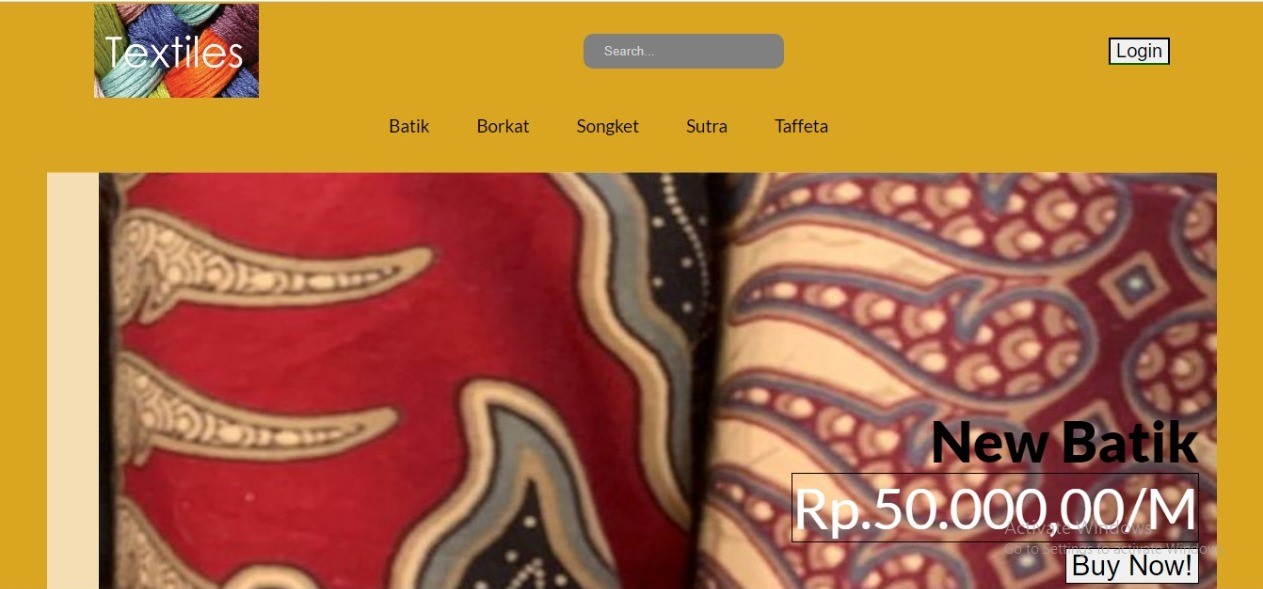 Textiles
Search...
Login
Batik Borkat Songket Sutra Taffeta
New Batik
Rp.50.000,00/M
Activate Windows
Go to Settings to activate Windows
Buy Now!